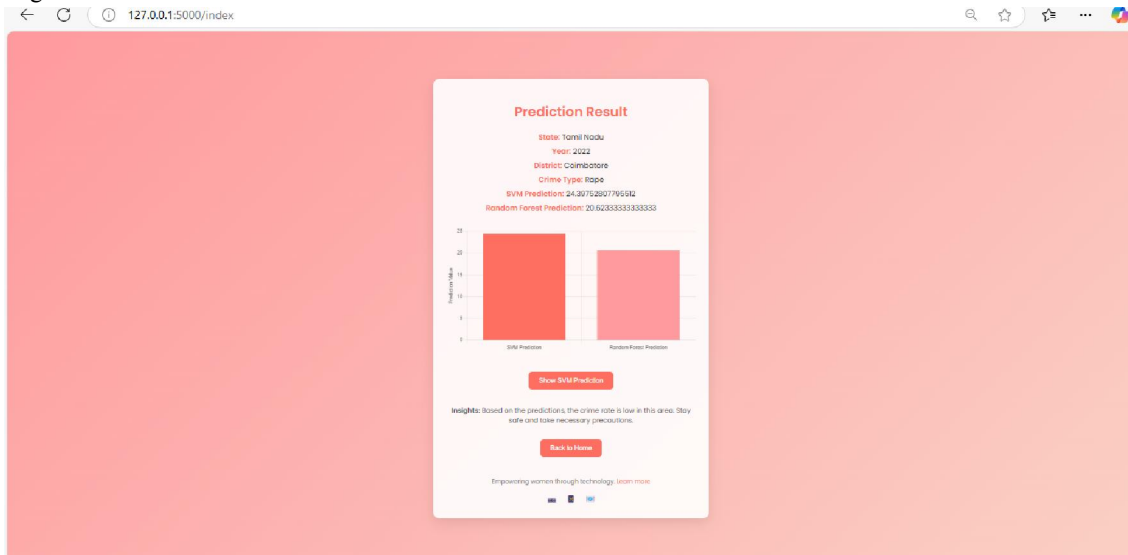 127.0.0.1:5000/index
Prediction Result
State: Tamil Nadu
Year: 2022
District: Coimbatore
Crime Type: Rape
SVM Prediction: 24.39752807795512
Random Forest Prediction: 20.62333333333333
25
20
15
10
5
0
Prediction Value
SVM Prediction
Random Forest Prediction
Show SVM Prediction
Insights: Based on the predictions, the crime rate is low in this area. Stay
safe and take necessary precautions.
Back to Home
Empowering women through technology. Learn more